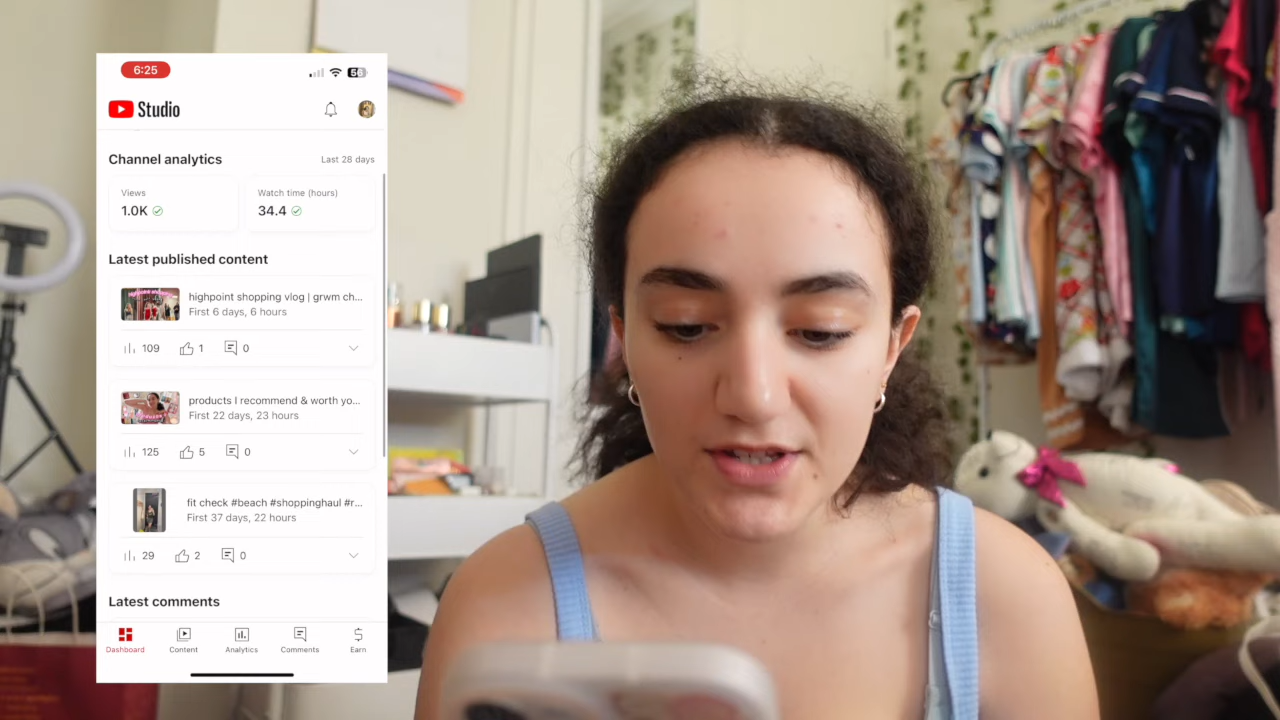 6:25
56
Studio
Channel analytics
Last 28 days
Views
Watch time (hours)
1.0K
34.4
Latest published content
highpoint shopping vlog | grwm ch...
First 6 days, 6 hours
109 1 0
products I recommend & worth yo...
First 22 days, 23 hours
125 5 0
fit check #beach #shoppinghaul #r...
First 37 days, 22 hours
29 2 0
Latest comments
Dashboard Content Analytics Comments Earn